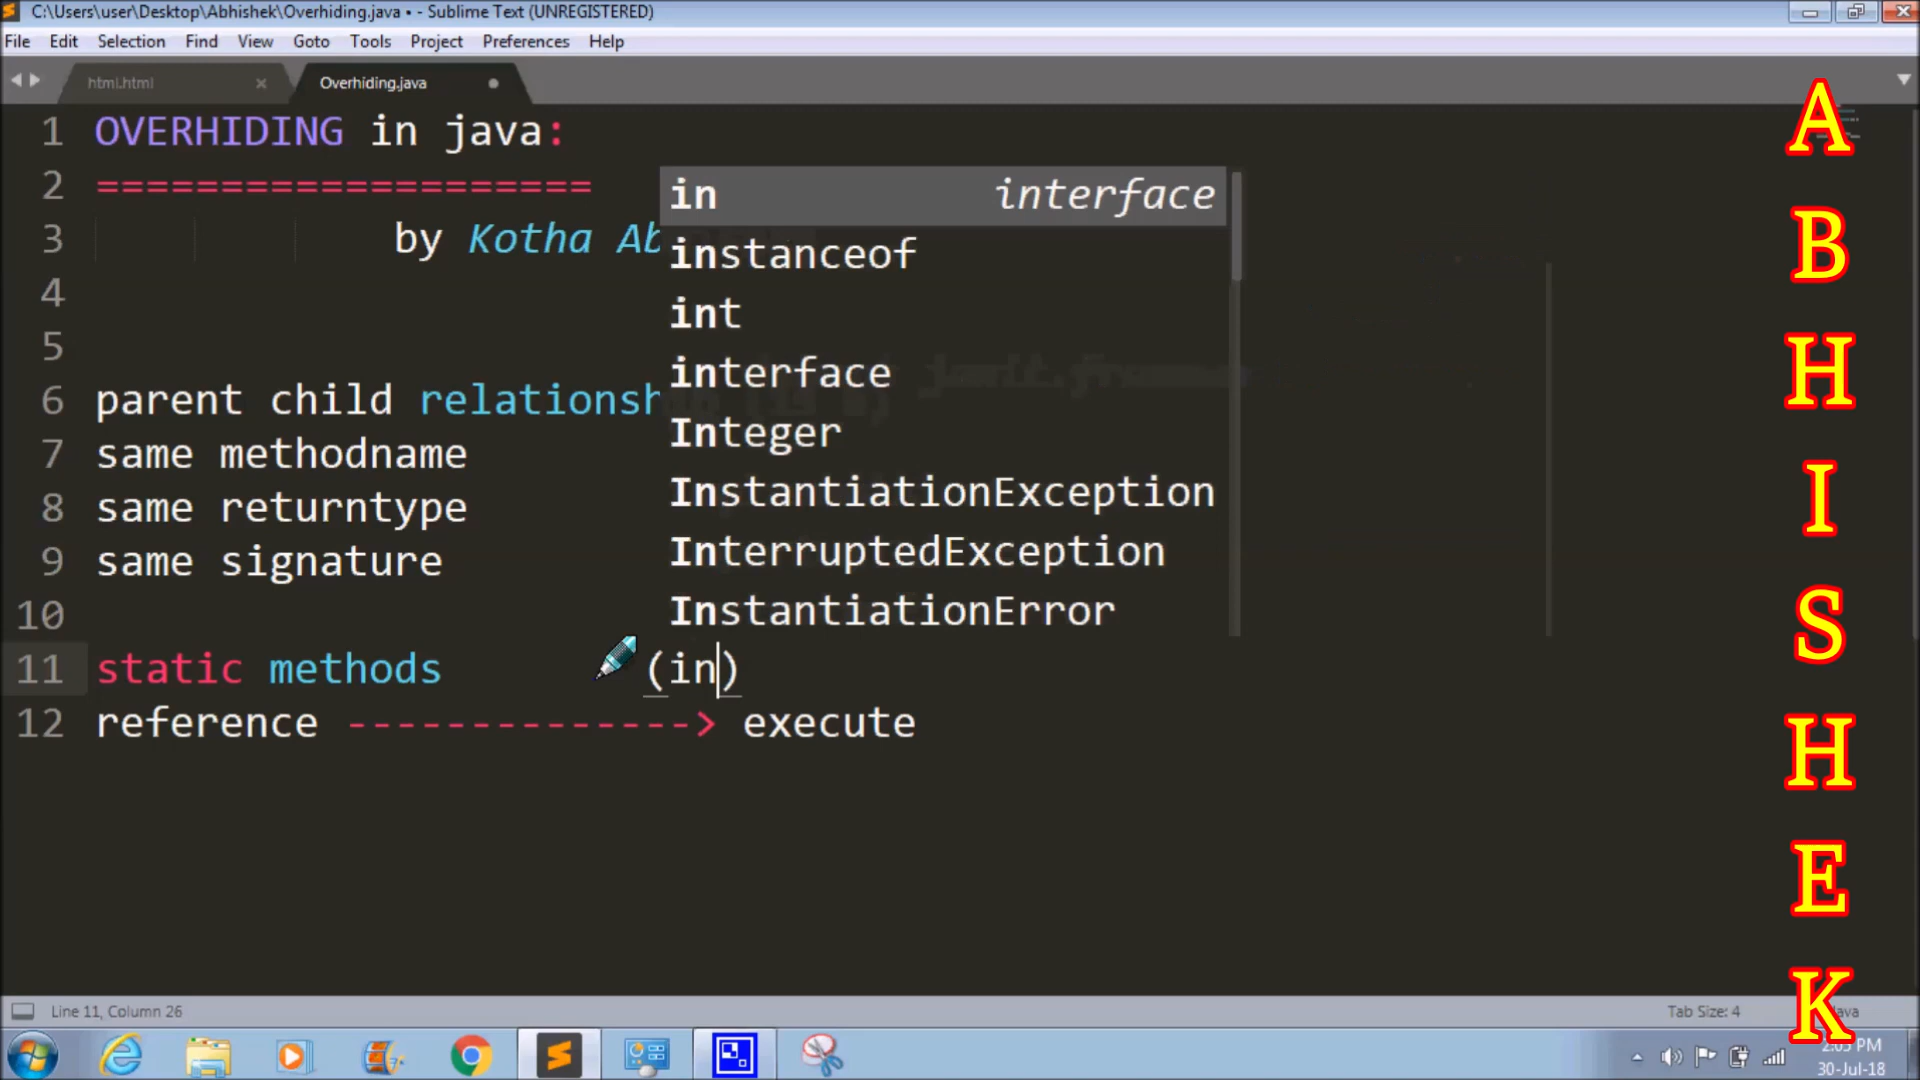 C:\Users\user\Desktop\Abhishek\Overhiding.java • - Sublime Text (UNREGISTERED)
File Edit Selection Find View Goto Tools Project Preferences Help
html.html Overhiding.java
1 OVERHIDING in java:
2 ====================
3 by Kotha
4
5
6 parent child
7 same methodname
8 same returntype
9 same signature
10
11 static methods (in)
12 reference --------------> execute
in interface
instanceof
int
interface
Integer
InstantiationException
InterruptedException
InstantiationError
A
B
H
I
S
H
E
K
Line 11, Column 26
Tab Size: 4
2:05 PM
30-Jul-18